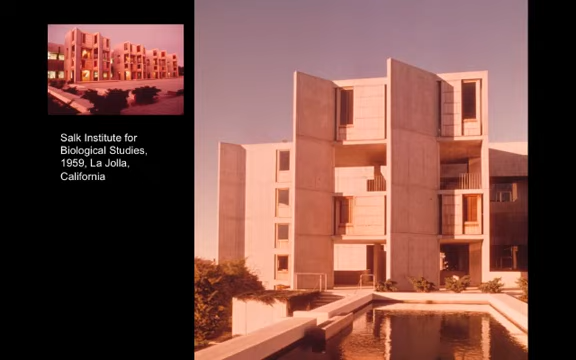 Salk Institute for
Biological Studies,
1959, La Jolla,
California